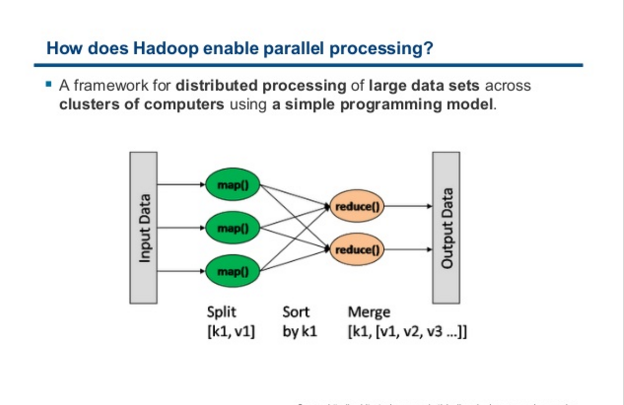 How does Hadoop enable parallel processing?
▪ A framework for distributed processing of large data sets across
clusters of computers using a simple programming model.
Input Data
map()
map()
map()
reduce()
reduce()
Output Data
Split
[k1, v1]
Sort
by k1
Merge
[k1, [v1, v2, v3 ...]]